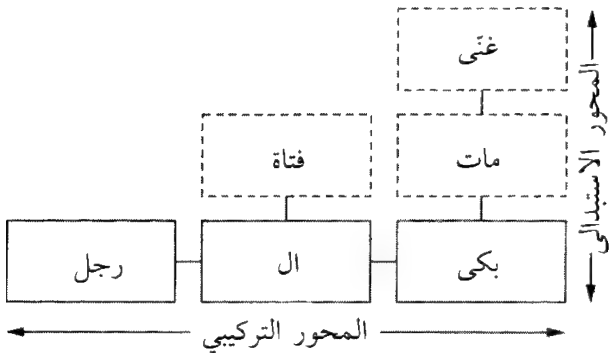 غنّى
المحور الاستبدالي
فتاة
مات
بكى
ال
رجل
المحور التركيبي